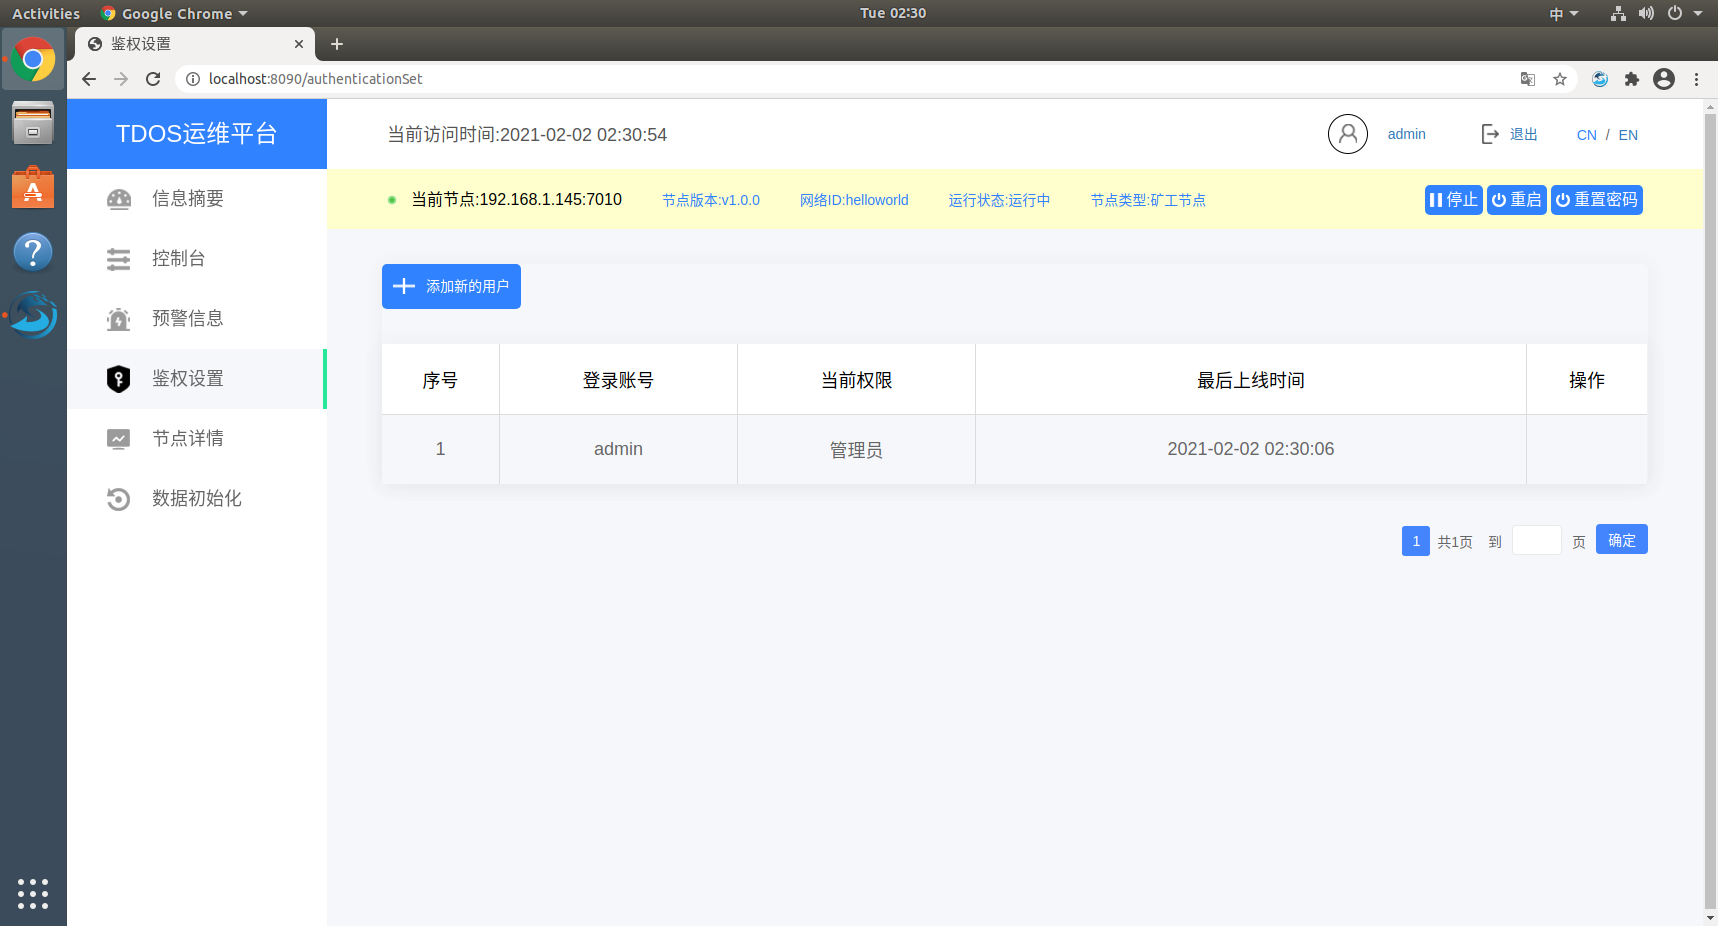 Activities
Google Chrome
Tue 02:30
中
鉴权设置
localhost:8090/authenticationSet
TDOS运维平台
当前访问时间:2021-02-02 02:30:54
admin
退出
CN / EN
信息摘要
控制台
预警信息
鉴权设置
节点详情
数据初始化
当前节点:192.168.1.145:7010
节点版本:v1.0.0
网络ID:helloworld
运行状态:运行中
节点类型:矿工节点
停止
重启
重置密码
添加新的用户
序号 登录账号 当前权限 最后上线时间 操作
1 admin 管理员 2021-02-02 02:30:06
1 共1页 到 页 确定